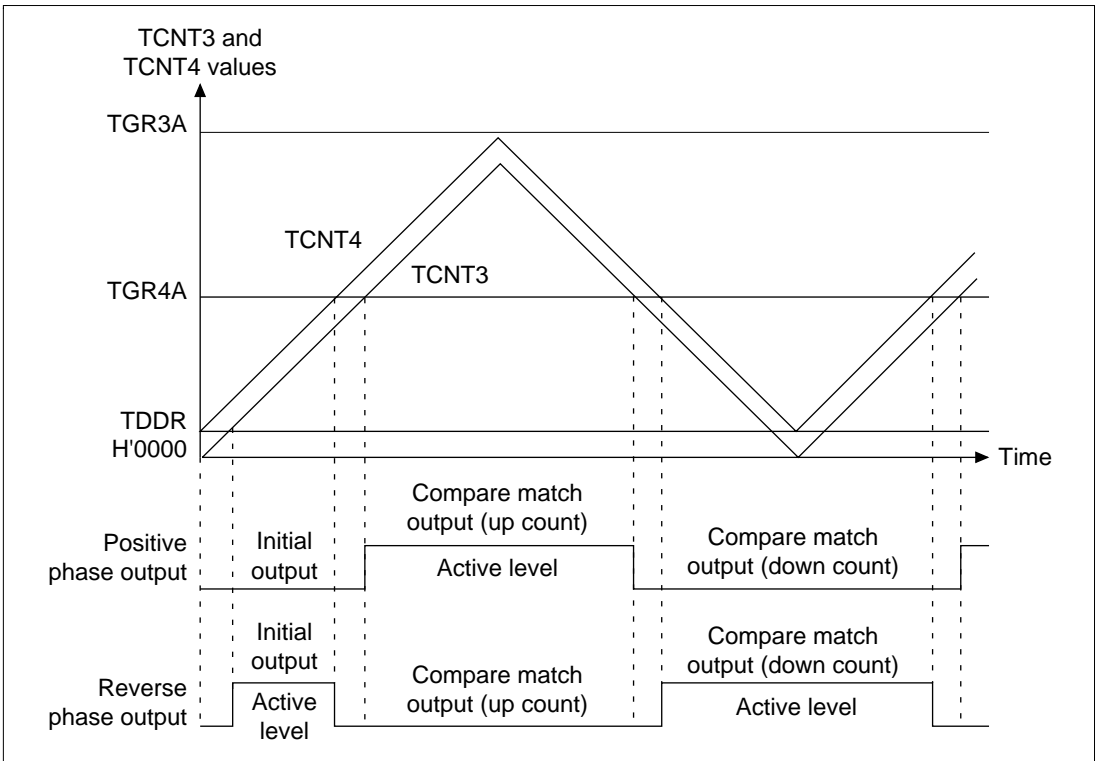 TCNT3 and
TCNT4 values
TGR3A
TCNT4
TCNT3
TGR4A
TDDR
H'0000
Time
Compare match
output (up count)
Positive
phase output
Initial
output
Active level
Compare match
output (down count)
Initial
output
Compare match
output (down count)
Reverse
phase output
Active
level
Compare match
output (up count)
Active level